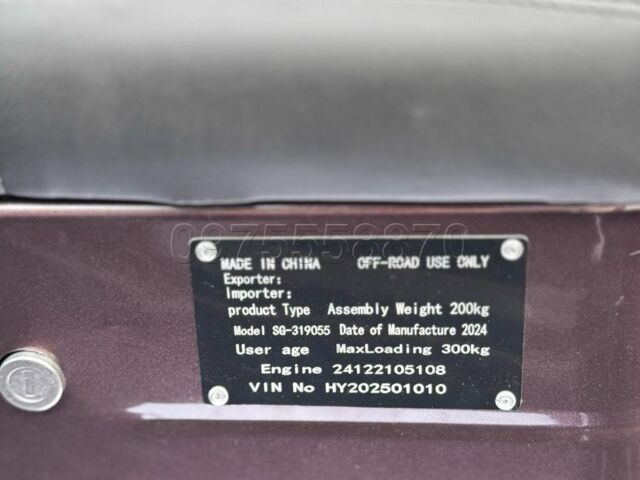 0975558870
MADE IN CHINA OFF-ROAD USE ONLY
Exporter:
Importer:
product Type Assembly Weight 200kg
Model SG-319055 Date of Manufacture 2024
User age MaxLoading 300kg
Engine 24122105108
VIN No HY202501010